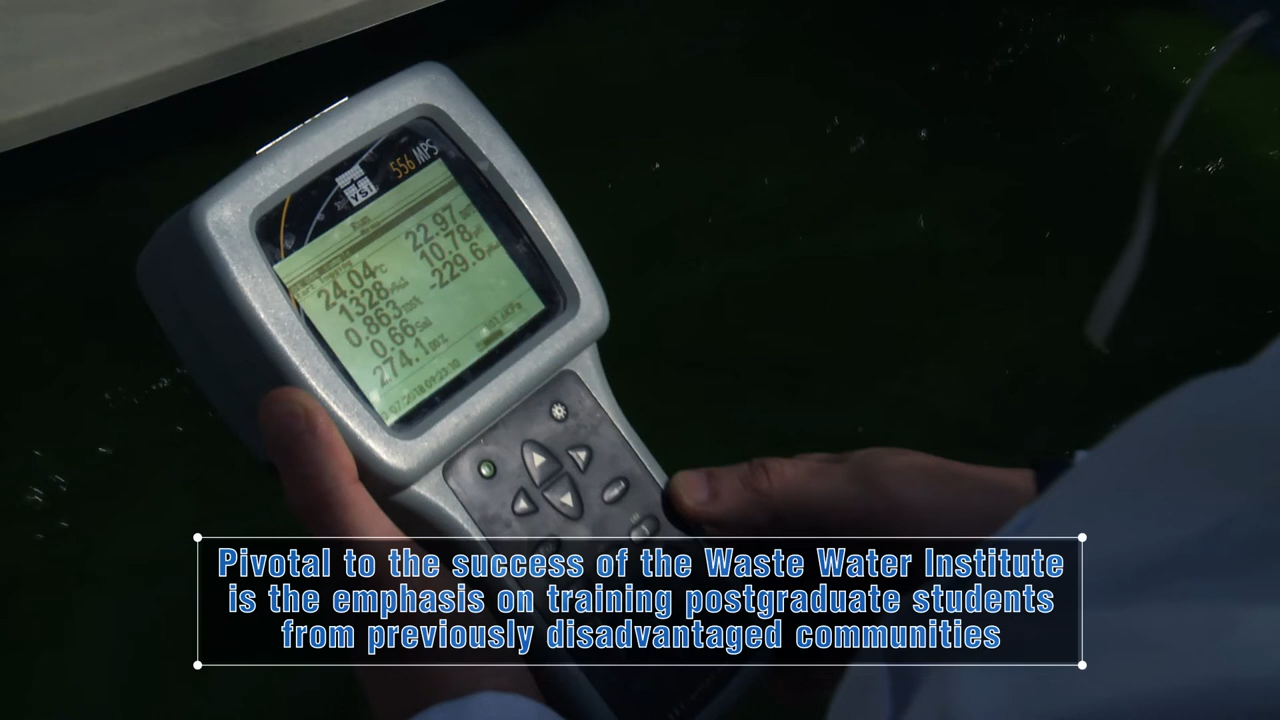 556 MPS
YSI
22.97
24.04°C
10.78
1328
-229.6
0.863
0.66 Sal
274.1 DO%
Pivotal to the success of the Waste Water Institute
is the emphasis on training postgraduate students
from previously disadvantaged communities